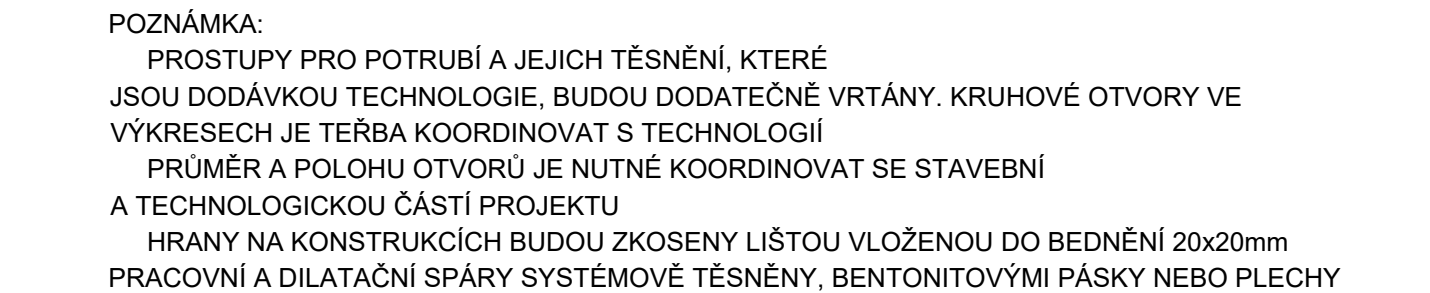 POZNÁMKA:
PROSTUPY PRO POTRUBÍ A JEJICH TĚSNĚNÍ, KTERÉ
JSOU DODÁVKOU TECHNOLOGIE, BUDOU DODATEČNĚ VRTÁNY. KRUHOVÉ OTVORY VE
VÝKRESECH JE TEŘBA KOORDINOVAT S TECHNOLOGIÍ
PRŮMĚR A POLOHU OTVORŮ JE NUTNÉ KOORDINOVAT SE STAVEBNÍ
A TECHNOLOGICKOU ČÁSTÍ PROJEKTU
HRANY NA KONSTRUKCÍCH BUDOU ZKOSENY LIŠTOU VLOŽENOU DO BEDNĚNÍ 20x20mm
PRACOVNÍ A DILATAČNÍ SPÁRY SYSTÉMOVĚ TĚSNĚNY, BENTONITOVÝMI PÁSKY NEBO PLECHY